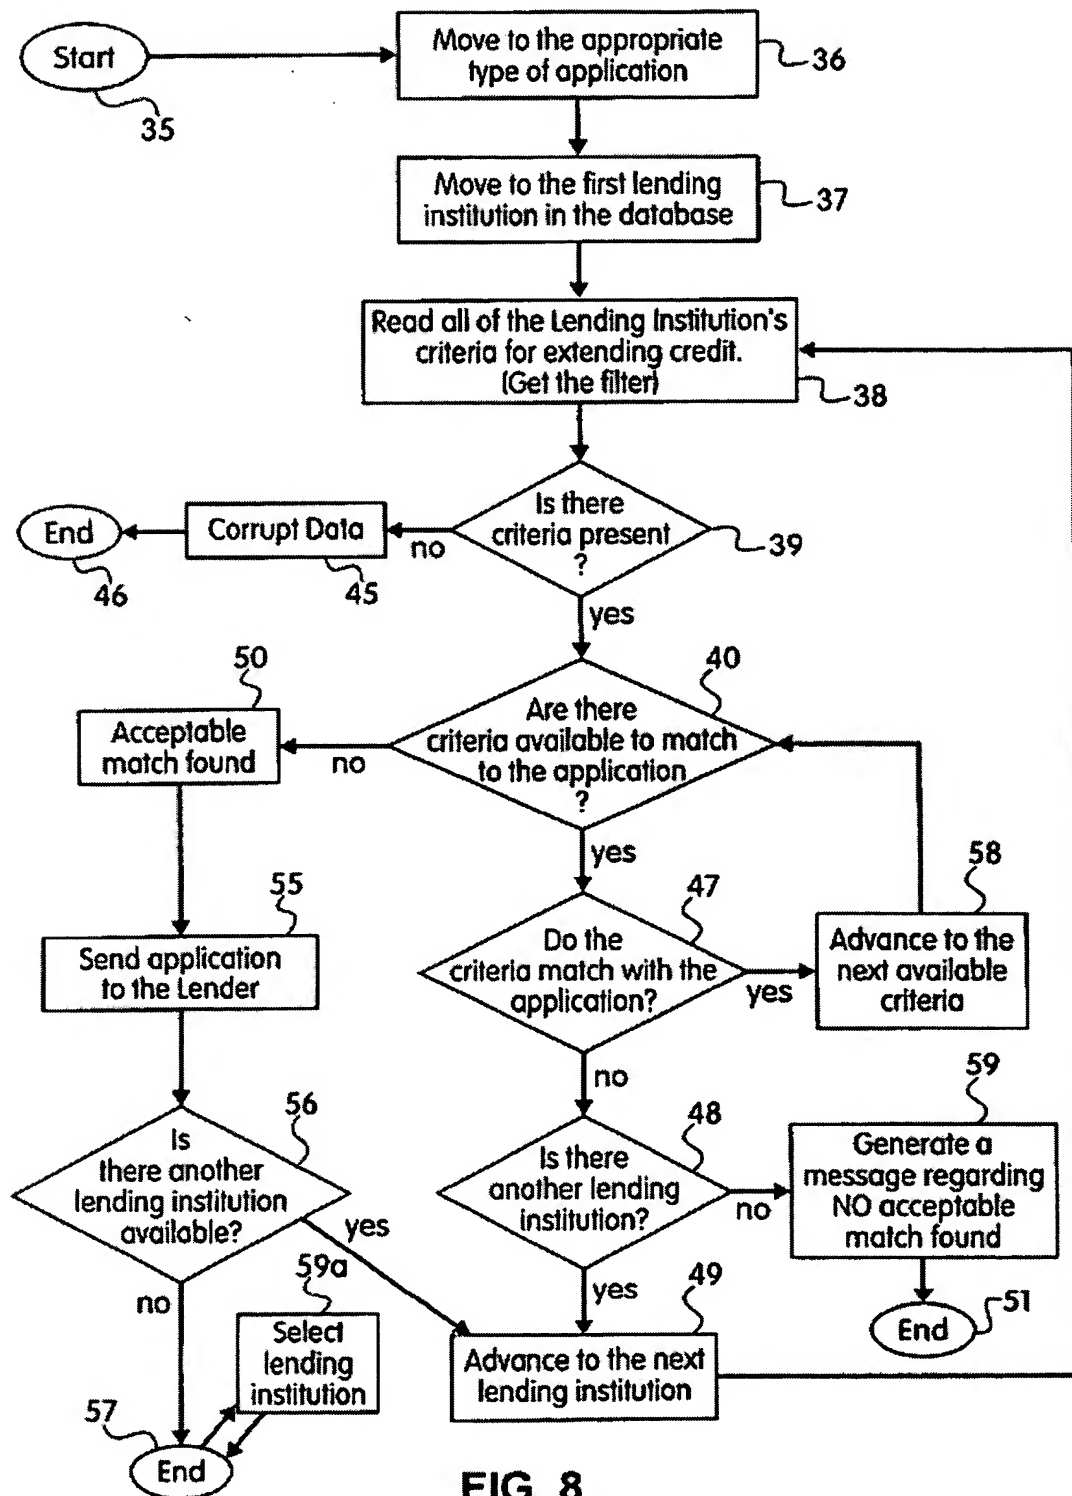 Start
35
Move to the appropriate
type of application
36
Move to the first lending
institution in the database
37
Read all of the Lending Institution's
criteria for extending credit.
(Get the filter)
38
Is there
criteria present
?
39
no
Corrupt Data
45
End
46
yes
40
Are there
criteria available to match
to the application
?
no
50
Acceptable
match found
yes
47
Do the
criteria match with the
application?
yes
58
Advance to the
next available
criteria
55
Send application
to the Lender
no
48
Is there
another lending
institution?
no
59
Generate a
message regarding
NO acceptable
match found
51
End
56
Is
there another
lending institution
available?
yes
no
yes
49
Advance to the next
lending institution
59a
Select
lending
institution
57
End
FIG. 8